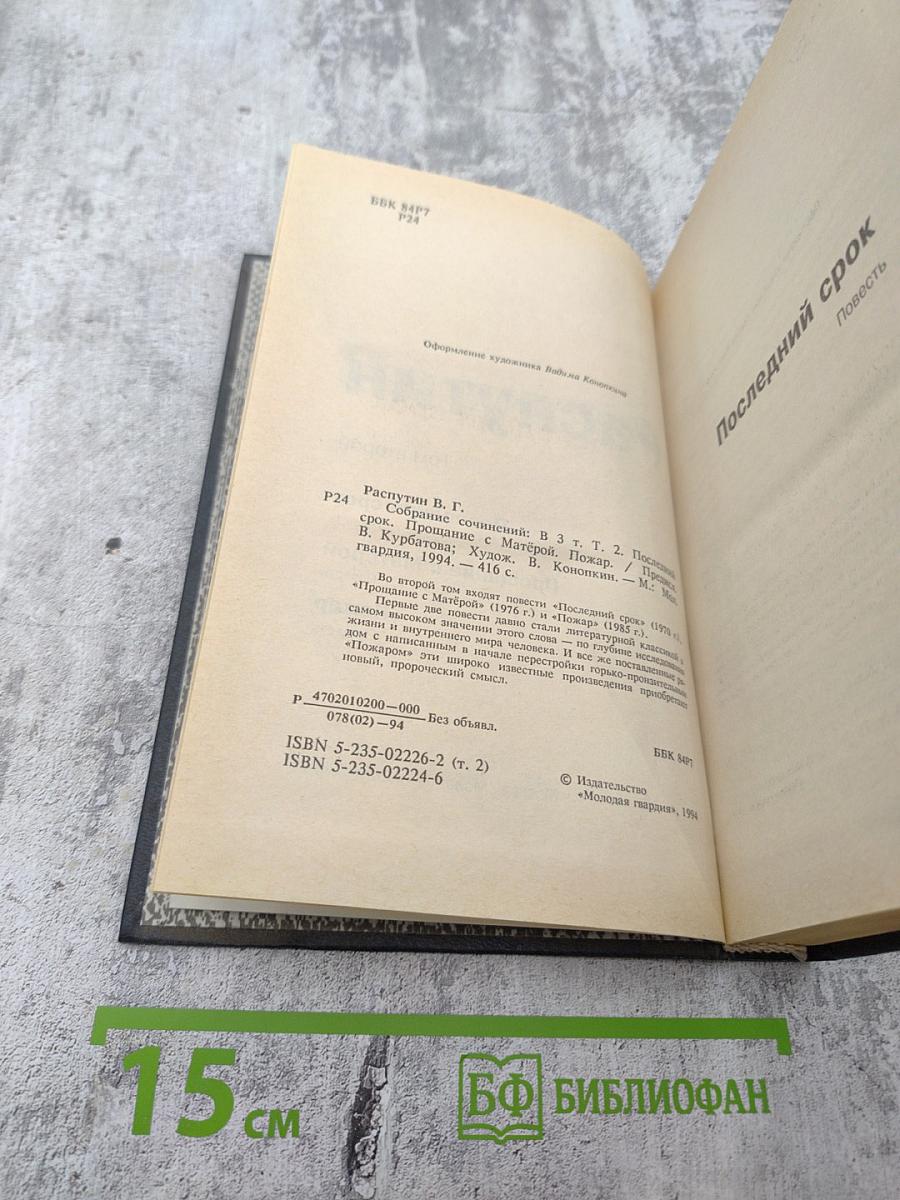 ББК 84Р7
Р24
Оформление художника Вадима Конопкина
Распутин В. Г.
Р24 Собрание сочинений: В 3 т. Т. 2. Последний
срок. Прощание с Матёрой. Пожар. / Предисл.
В. Курбатова; Худож. В. Конопкин. — М.: Мол.
гвардия, 1994. — 416 с.
Во второй том входят повести «Последний срок» (1970 г.),
«Прощание с Матёрой» (1976 г.) и «Пожар» (1985 г.).
Первые две повести давно стали литературной классикой в
самом высоком значении этого слова — по глубине исследования
жизни и внутреннего мира человека. И все же поставленные ря-
дом с написанным в начале перестройки горько-пронзительным
«Пожаром» эти широко известные произведения приобретают
новый, пророческий смысл.
Р 4702010200—000
078(02)—94 Без объявл.
ББК 84Р7
ISBN 5-235-02226-2 (т. 2)
ISBN 5-235-02224-6
© Издательство
«Молодая гвардия», 1994
Последний срок
Повесть
15 см
БФ БИБЛИОФАН